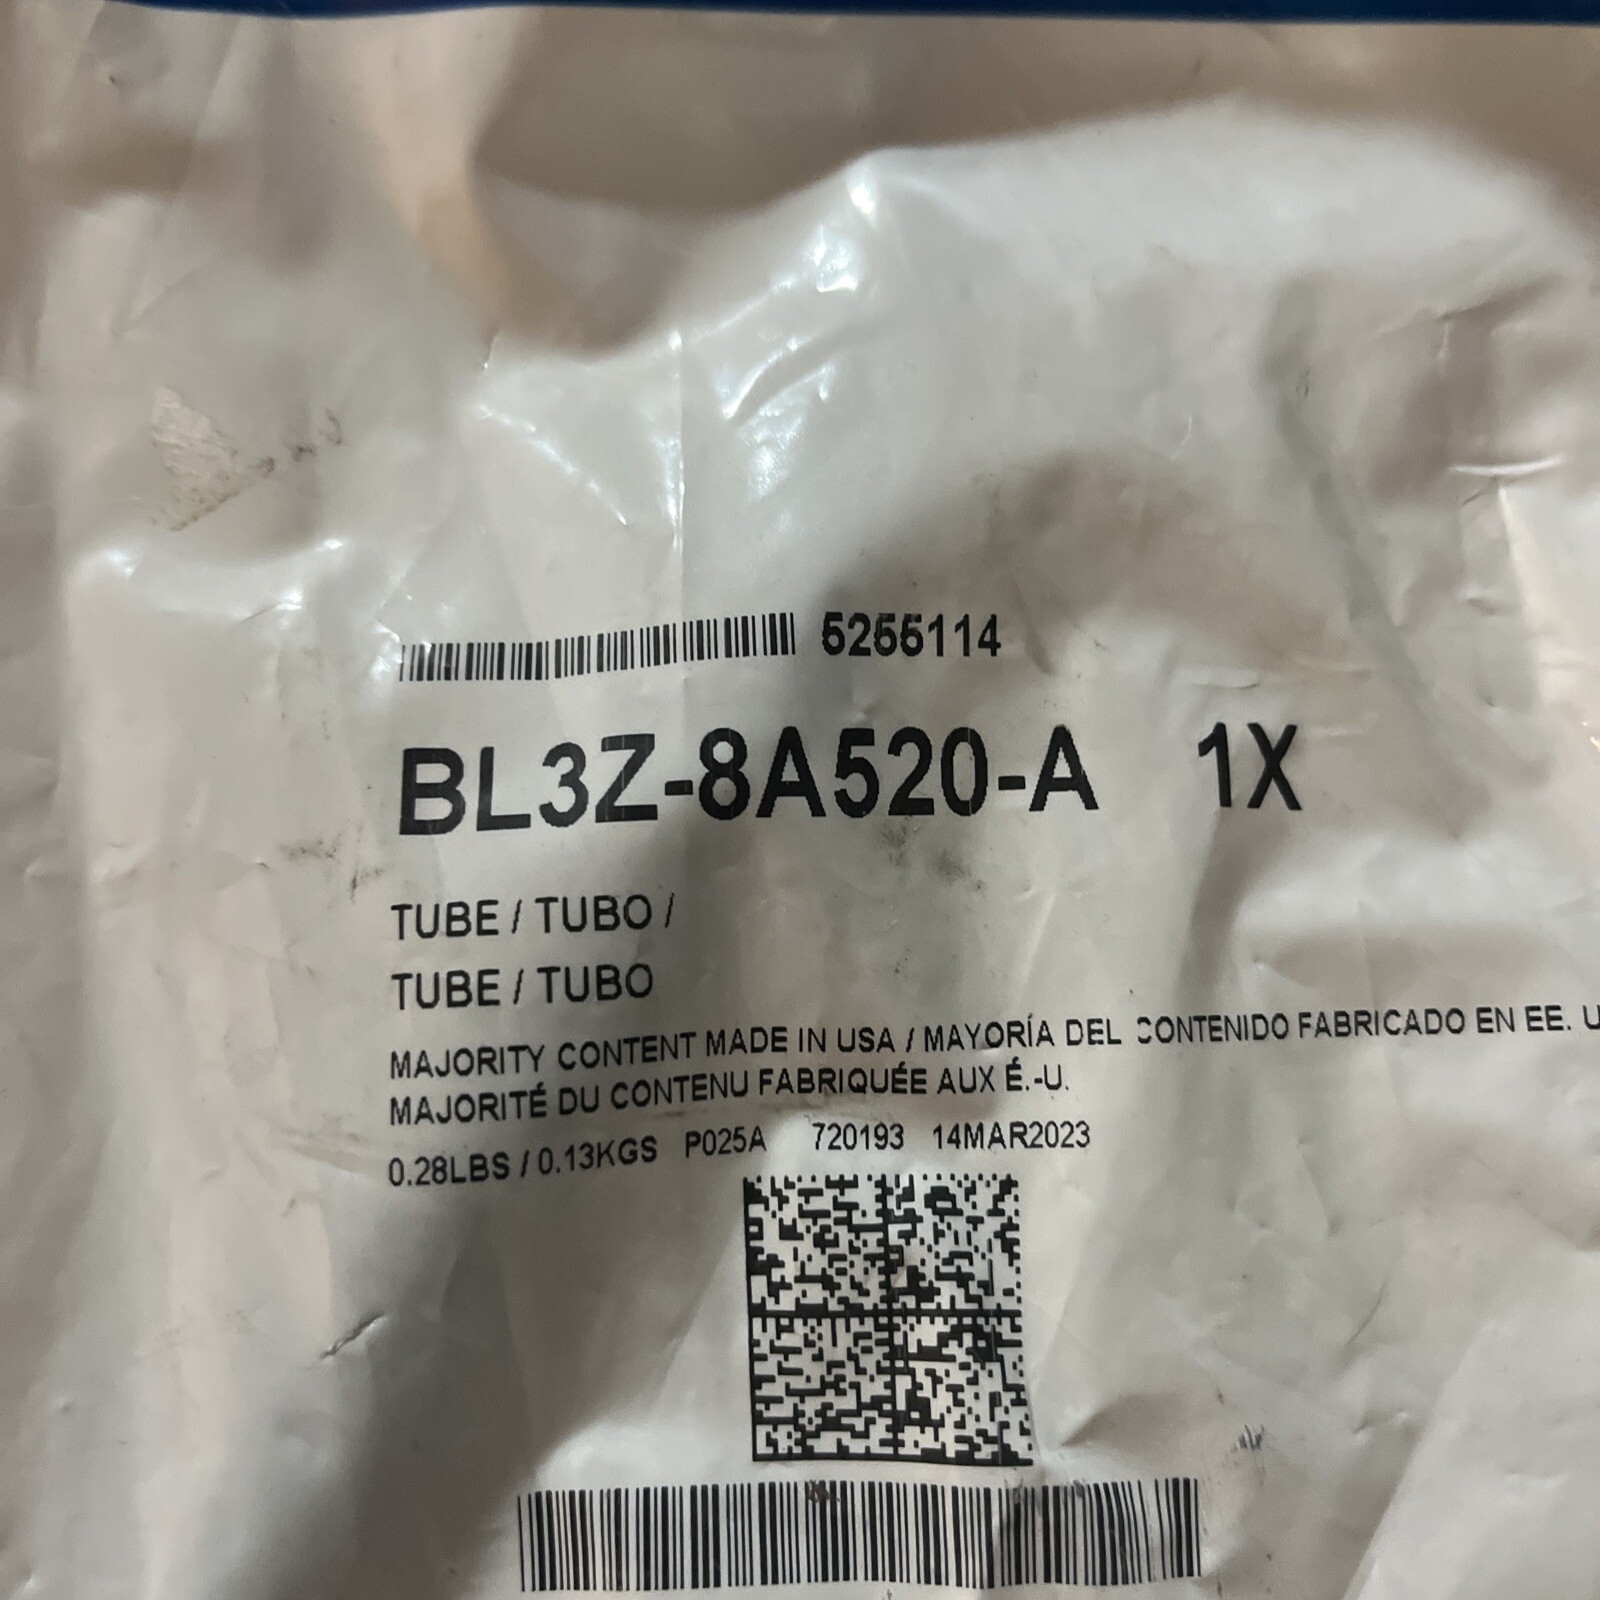 5255114
BL3Z-8A520-A 1X
TUBE / TUBO /
TUBE / TUBO
MAJORITY CONTENT MADE IN USA / MAYORÍA DEL CONTENIDO FABRICADO EN EE. U
MAJORITÉ DU CONTENU FABRIQUÉE AUX É.-U.
0.28LBS / 0.13KGS P025A 720193 14MAR2023